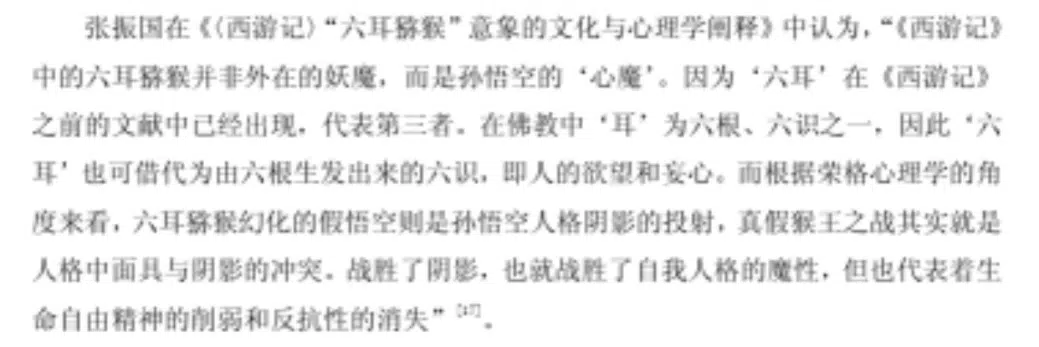 张振国在《〈西游记〉“六耳猕猴”意象的文化与心理学阐释》中认为，“《西游记》
中的六耳猕猴并非外在的妖魔，而是孙悟空的‘心魔’。因为‘六耳’在《西游记》
之前的文献中已经出现，代表第三者。在佛教中‘耳’为六根、六识之一，因此‘六
耳’也可借代为由六根生发出来的六识，即人的欲望和妄心。而根据荣格心理学的角
度来看，六耳猕猴幻化的假悟空则是孙悟空人格阴影的投射，真假猴王之战其实就是
人格中面具与阴影的冲突。战胜了阴影，也就战胜了自我人格的魔性，但也代表着生
命自由精神的削弱和反抗性的消失”[17]。